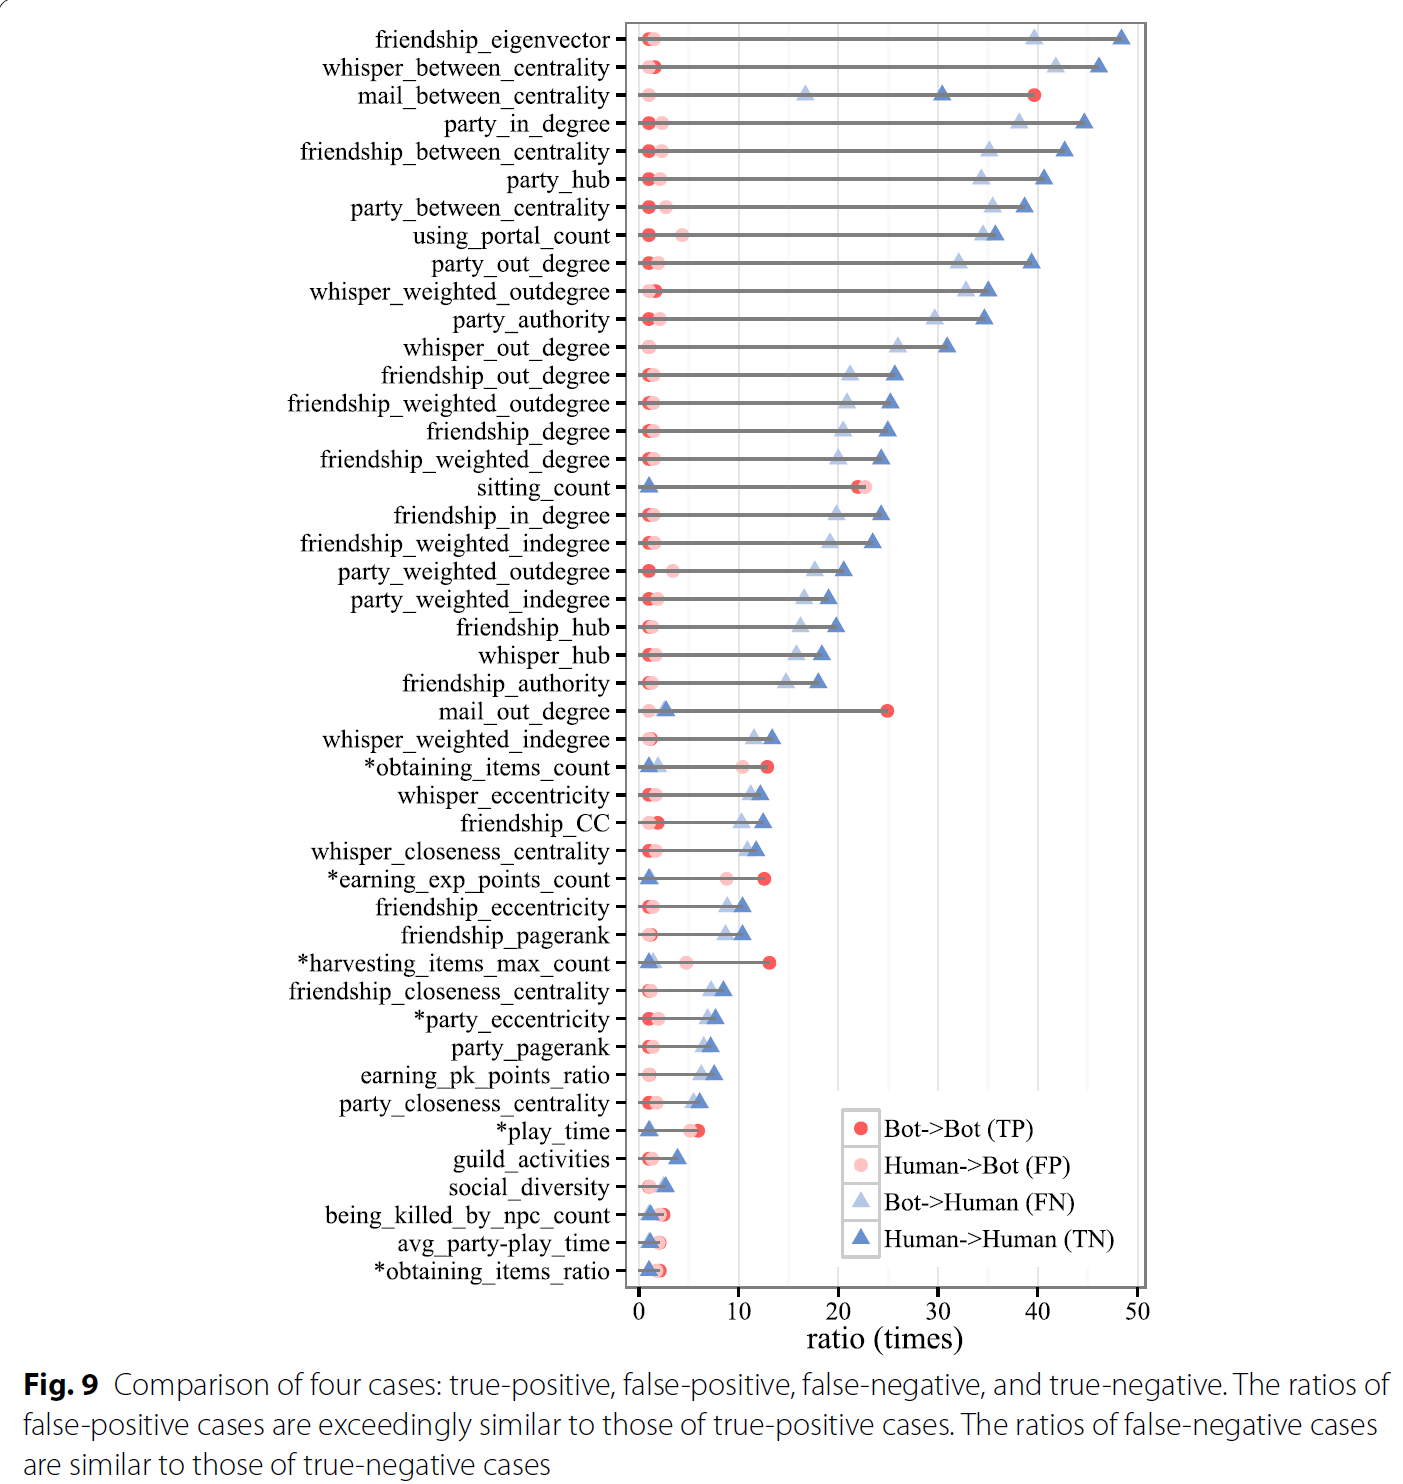 friendship_eigenvector
whisper_between_centrality
mail_between_centrality
party_in_degree
friendship_between_centrality
party_hub
party_between_centrality
using_portal_count
party_out_degree
whisper_weighted_outdegree
party_authority
whisper_out_degree
friendship_out_degree
friendship_weighted_outdegree
friendship_degree
friendship_weighted_degree
sitting_count
friendship_in_degree
friendship_weighted_indegree
party_weighted_outdegree
party_weighted_indegree
friendship_hub
whisper_hub
friendship_authority
mail_out_degree
whisper_weighted_indegree
*obtaining_items_count
whisper_eccentricity
friendship_CC
whisper_closeness_centrality
*earning_exp_points_count
friendship_eccentricity
friendship_pagerank
*harvesting_items_max_count
friendship_closeness_centrality
*party_eccentricity
party_pagerank
earning_pk_points_ratio
party_closeness_centrality
*play_time
guild_activities
social_diversity
being_killed_by_npc_count
avg_party-play_time
*obtaining_items_ratio
Bot->Bot (TP)
Human->Bot (FP)
Bot->Human (FN)
Human->Human (TN)
0 10 20 30 40 50
ratio (times)
Fig. 9 Comparison of four cases: true-positive, false-positive, false-negative, and true-negative. The ratios of
false-positive cases are exceedingly similar to those of true-positive cases. The ratios of false-negative cases
are similar to those of true-negative cases